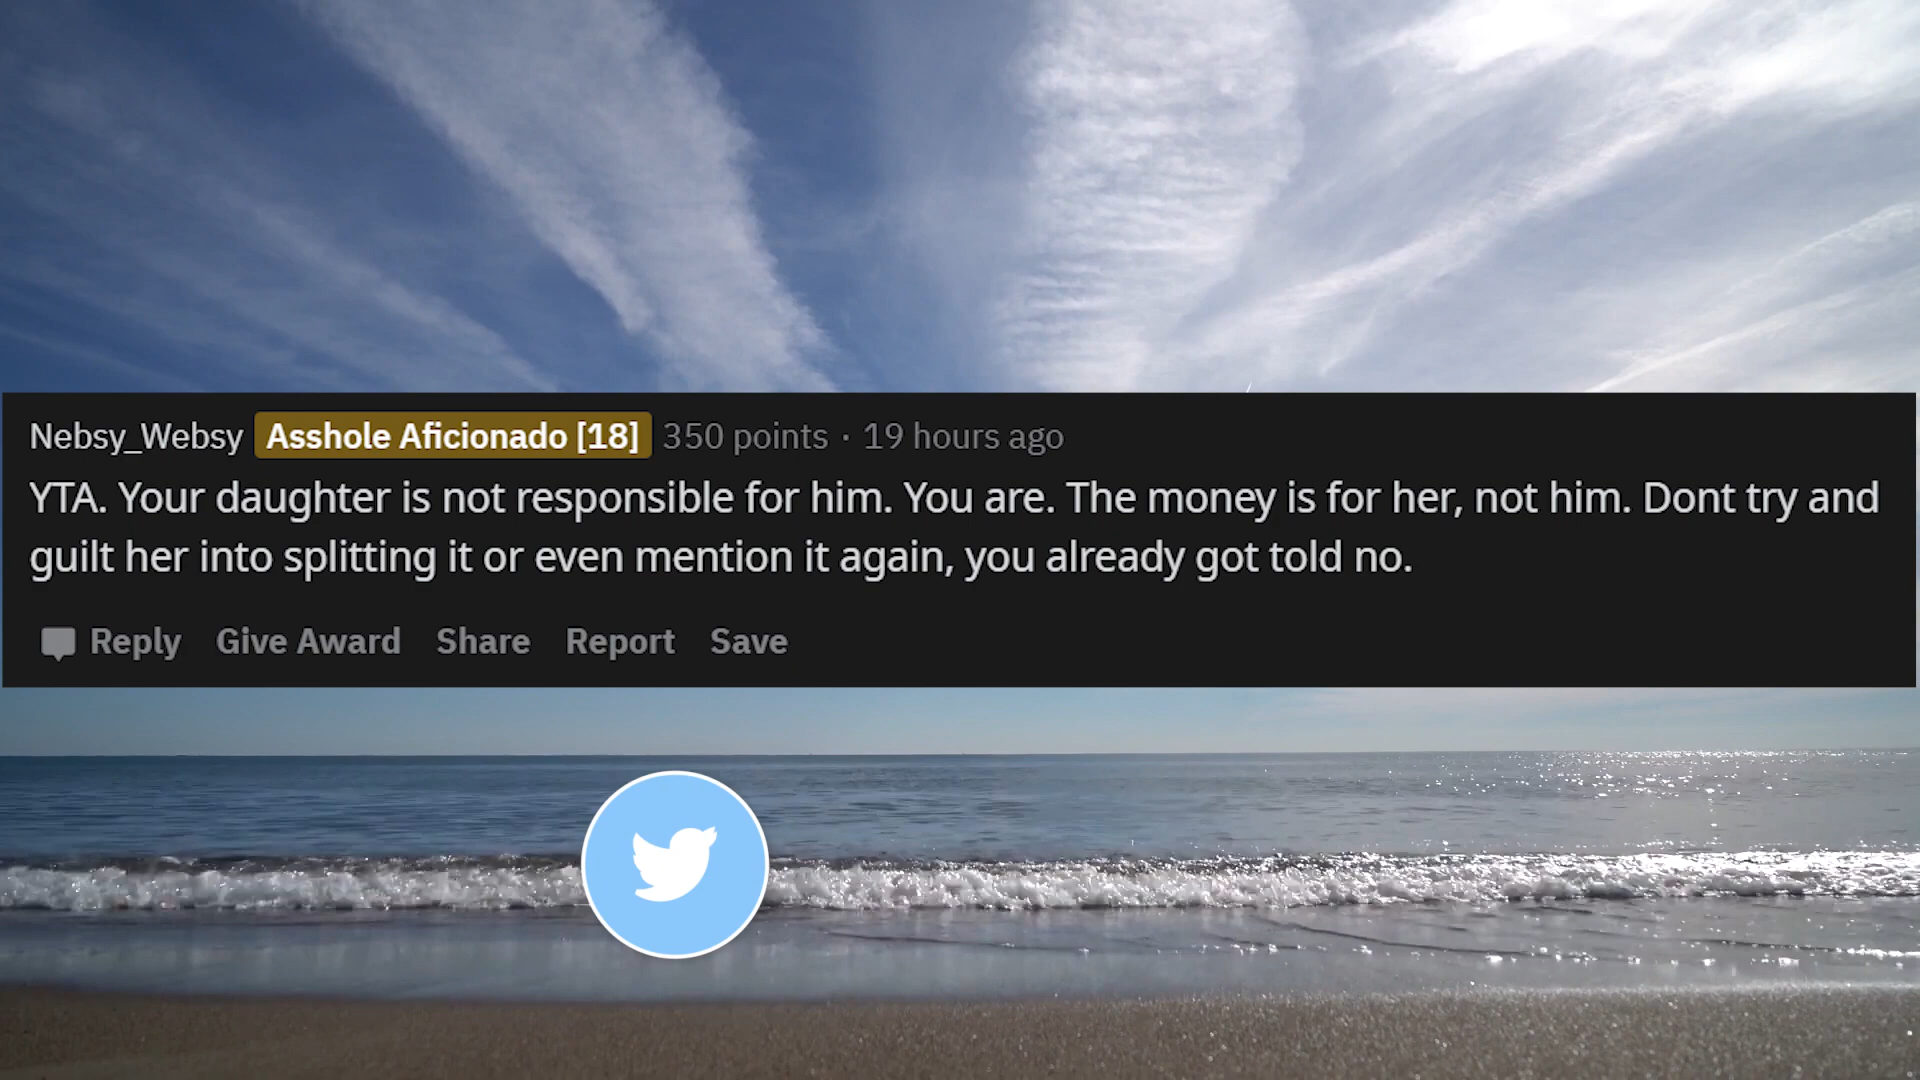 Nebsy_Websy Asshole Aficionado [18] 350 points · 19 hours ago
YTA. Your daughter is not responsible for him. You are. The money is for her, not him. Dont try and
guilt her into splitting it or even mention it again, you already got told no.
Reply Give Award Share Report Save